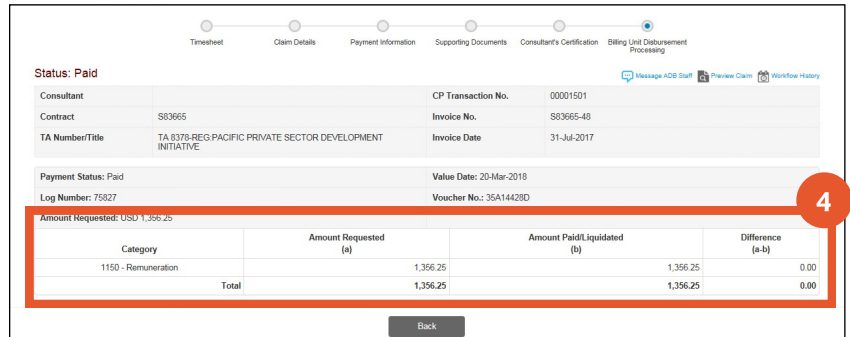 Timesheet Claim Details Payment Information Supporting Documents Consultant's Certification Billing Unit Disbursement
Processing
Status: Paid
Message ADB Staff Preview Claim Workflow History
Consultant CP Transaction No. 00001501
Contract S83665 Invoice No. S83665-48
TA Number/Title TA 8378-REG:PACIFIC PRIVATE SECTOR DEVELOPMENT Invoice Date 31-Jul-2017
INITIATIVE
Payment Status: Paid Value Date: 20-Mar-2018
Log Number: 75827 Voucher No.: 35A14428D
4
Amount Requested: USD 1,356.25
Category Amount Requested Amount Paid/Liquidated Difference
(a) (b) (a-b)
1150 - Remuneration 1,356.25 1,356.25 0.00
Total 1,356.25 1,356.25 0.00
Back